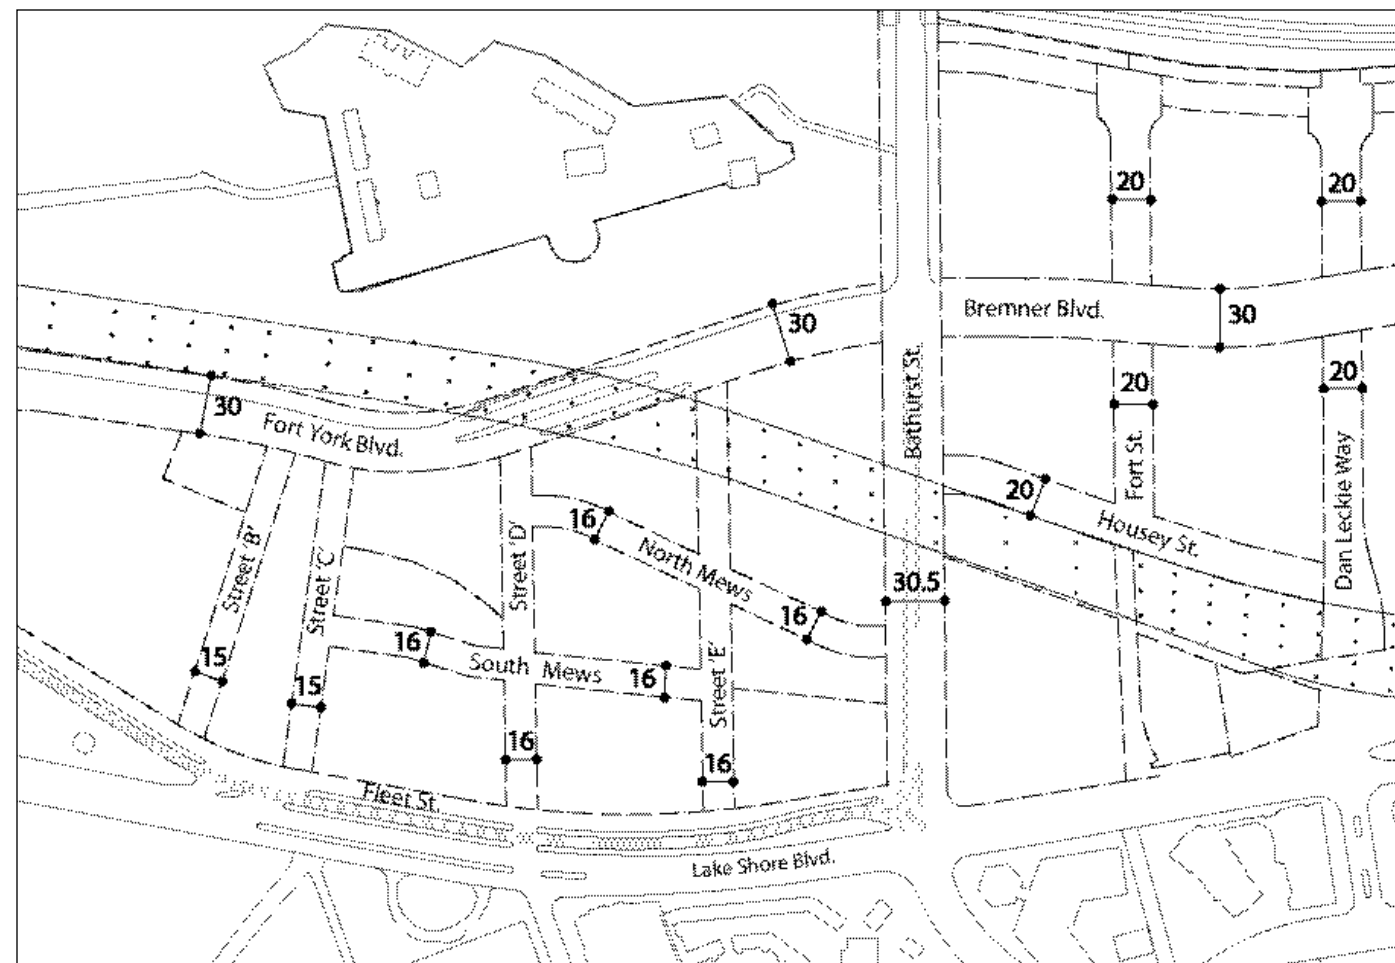 20
20
Bremner Blvd.
30
30
30
Fort York Blvd.
20
20
Bathurst St.
Fort St.
Dan Leckie Way
20
Housey St.
16
North Mews
Street 'D'
Street 'B'
Street 'C'
30.5
16
16
South Mews
16
Street 'E'
15
15
16
16
Fleet St.
Lake Shore Blvd.